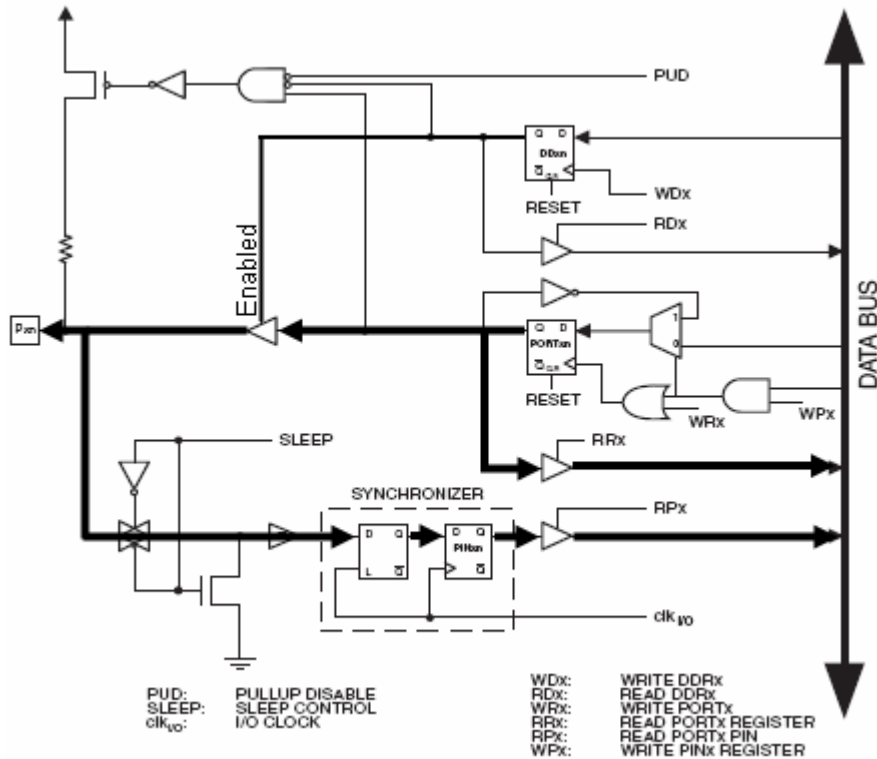 PUD
Q D
DDxn
Q CLR
WDx
RESET
RDx
Enabled
Pxn
1
Q D
PORTxn
0
Q CLR
RESET
WRx
WPx
DATA BUS
SLEEP
RRx
SYNCHRONIZER
RPx
D Q
D Q
PINxn
L Q
Q
clkI/O
PUD: PULLUP DISABLE
SLEEP: SLEEP CONTROL
clkI/O: I/O CLOCK
WDx: WRITE DDRx
RDx: READ DDRx
WRx: WRITE PORTx
RRx: READ PORTx REGISTER
RPx: READ PORTx PIN
WPx: WRITE PINx REGISTER